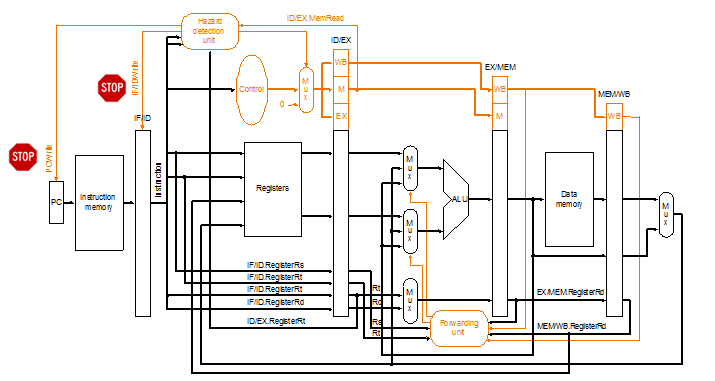 Hazard
detection
unit
ID/EX.MemRead
ID/EX
IF/IDWrite
STOP
Control
M
u
x
0
WB
M
EX
EX/MEM
WB
M
MEM/WB
WB
IF/ID
STOP
PCWrite
PC
Instruction
memory
Instruction
Registers
M
u
x
M
u
x
ALU
Data
memory
M
u
x
IF/ID.RegisterRs
IF/ID.RegisterRt
IF/ID.RegisterRt
IF/ID.RegisterRd
ID/EX.RegisterRt
Rt
Rd
Rs
Rt
M
u
x
EX/MEM.RegisterRd
Forwarding
unit
MEM/WB.RegisterRd